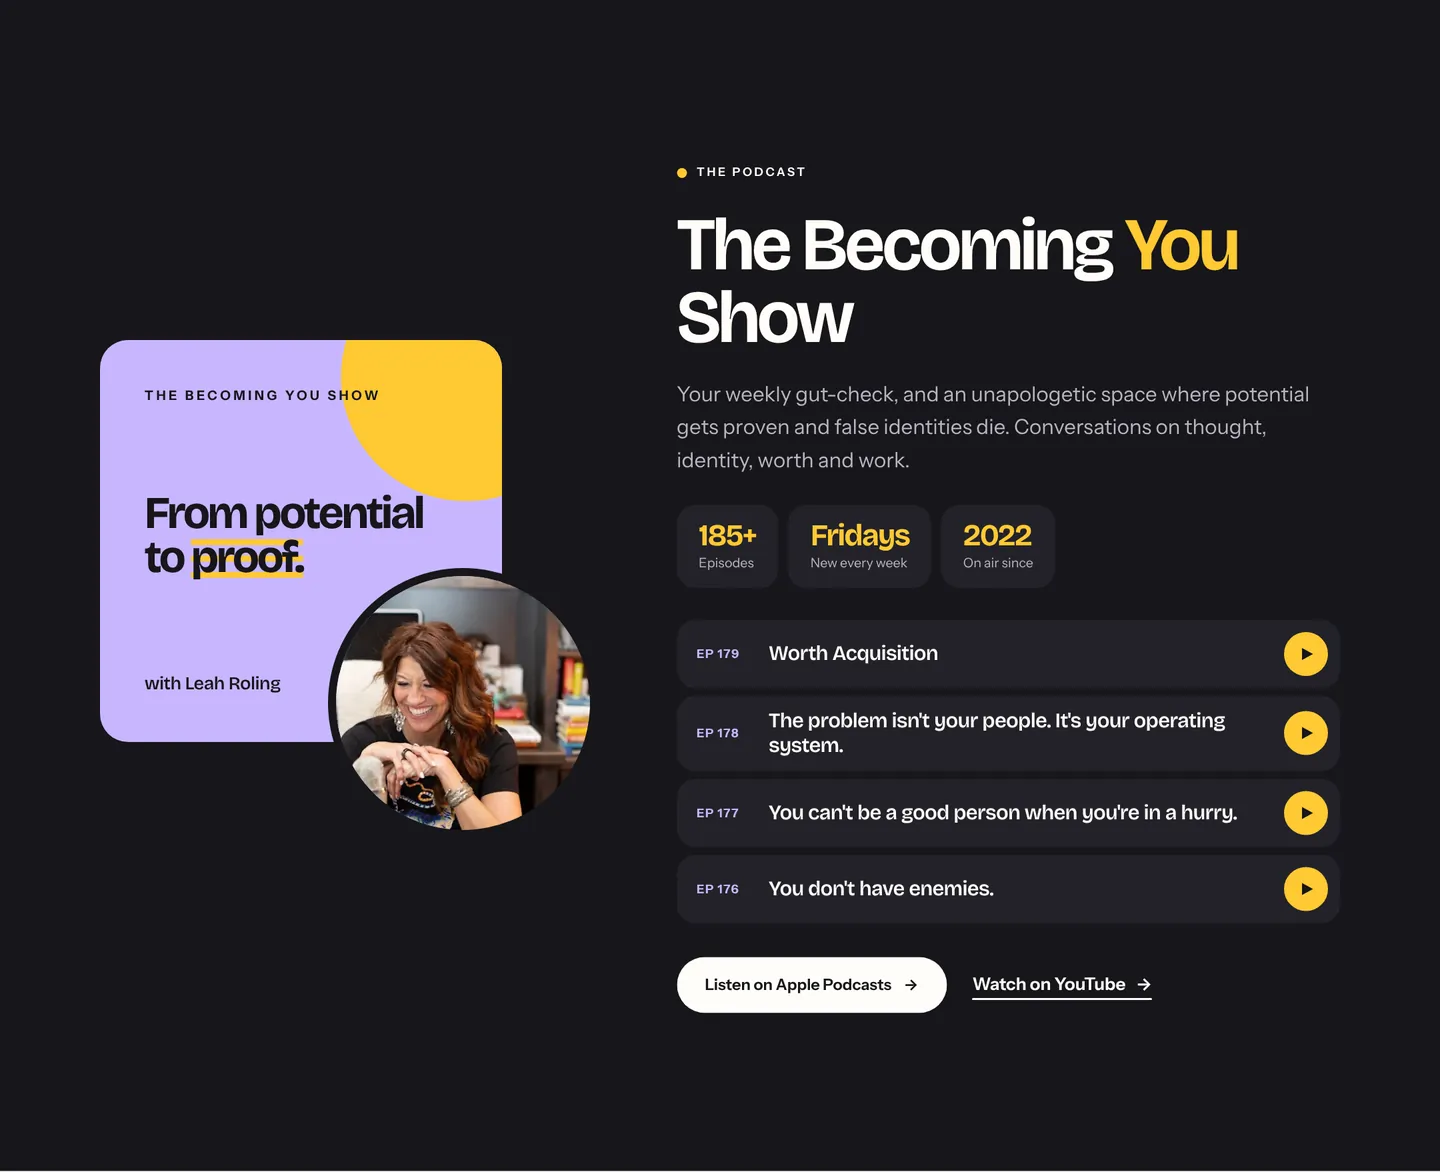 THE BECOMING YOU SHOW
From potential
to proof.
with Leah Roling
THE PODCAST
The Becoming You
Show
Your weekly gut-check, and an unapologetic space where potential
gets proven and false identities die. Conversations on thought,
identity, worth and work.
185+
Episodes
Fridays
New every week
2022
On air since
EP 179
Worth Acquisition
EP 178
The problem isn't your people. It's your operating
system.
EP 177
You can't be a good person when you're in a hurry.
EP 176
You don't have enemies.
Listen on Apple Podcasts →
Watch on YouTube →